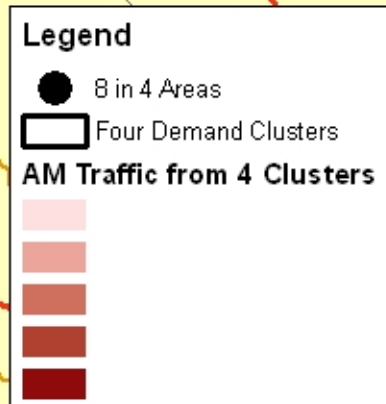 Legend
8 in 4 Areas
Four Demand Clusters
AM Traffic from 4 Clusters